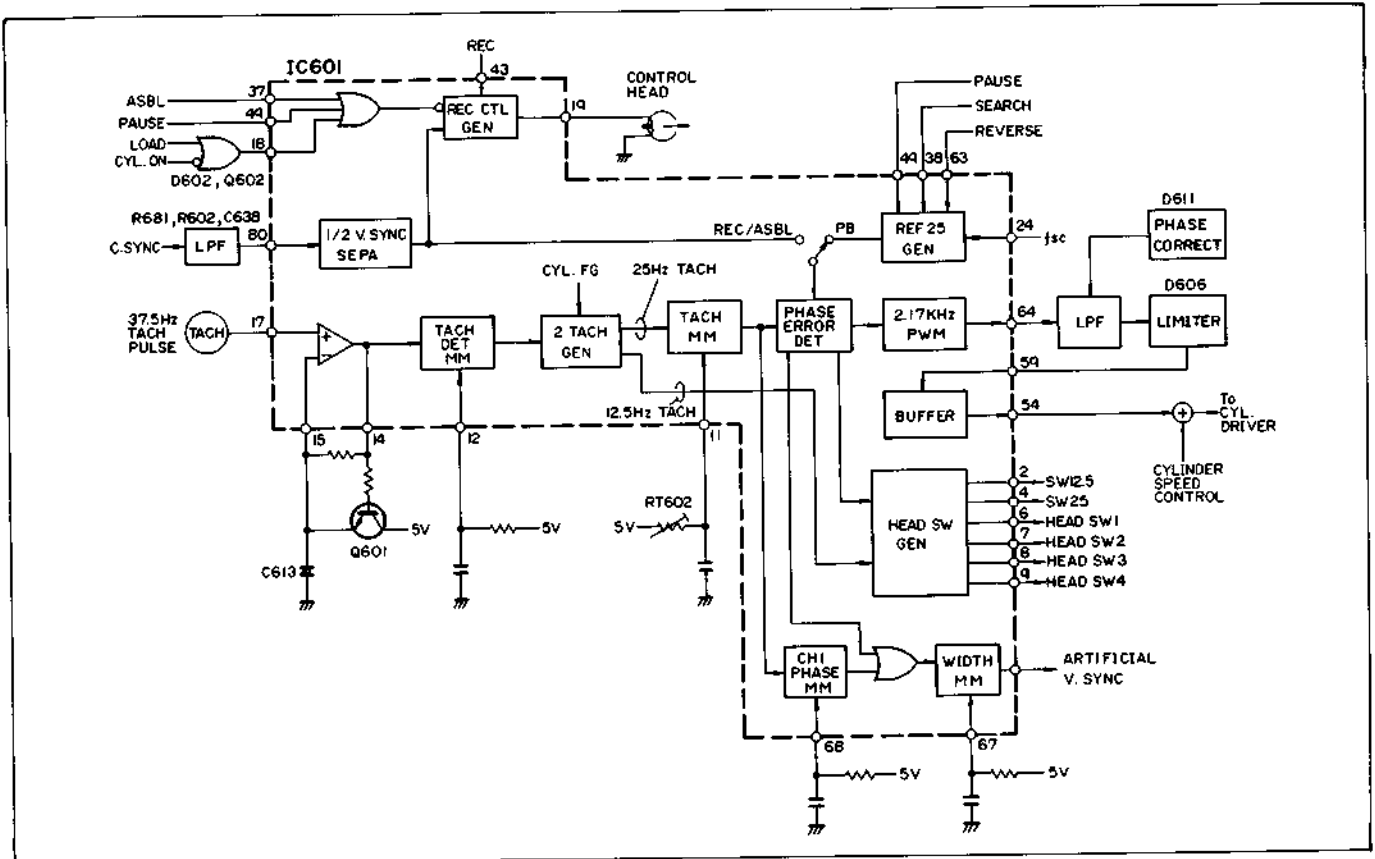 REC
IC601
43
CONTROL
HEAD
PAUSE
SEARCH
REVERSE
ASBL
37
PAUSE
44
LOAD
CYL. ON
18
D602, Q602
REC CTL
GEN
19
44 38 63
R681, R602, C638
C.SYNC
LPF
80
1/2 V. SYNC
SEPA
REC/ASBL
PB
REF 25
GEN
24
fsc
D611
PHASE
CORRECT
CYL. FG
25Hz TACH
37.5Hz
TACH
PULSE
TACH
17
+
-
TACH
DET
MM
2 TACH
GEN
TACH
MM
PHASE
ERROR
DET
2.17KHz
PWM
64
LPF
D606
LIMITER
59
12.5Hz TACH
BUFFER
54
+
To
CYL.
DRIVER
CYLINDER
SPEED
CONTROL
15
14
12
11
Q601
5V
5V
RT602
5V
C613
HEAD SW
GEN
2
SW12.5
4
SW25
6
HEAD SW1
7
HEAD SW2
8
HEAD SW3
9
HEAD SW4
CH1
PHASE
MM
WIDTH
MM
ARTIFICIAL
V. SYNC
68
67
5V
5V